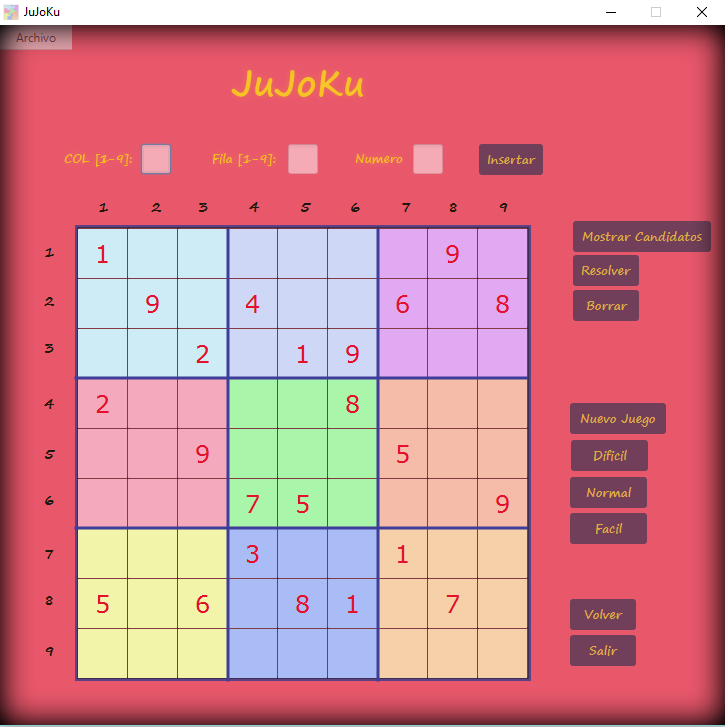 JuJoKu
Archivo
JuJoKu
COL [1-9]: Fila [1-9]: Numero Insertar
1 2 3 4 5 6 7 8 9
1 1 9
2 9 4 6 8
3 2 1 9
4 2 8
5 9 5
6 7 5 9
7 3 1
8 5 6 8 1 7
9
Mostrar Candidatos
Resolver
Borrar
Nuevo Juego
Dificil
Normal
Facil
Volver
Salir